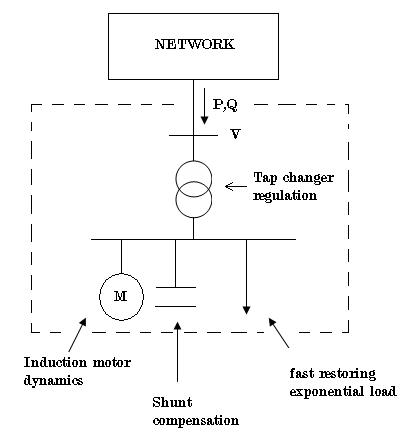 NETWORK
P,Q
V
Tap changer
regulation
M
Induction motor
dynamics
Shunt
compensation
fast restoring
exponential load